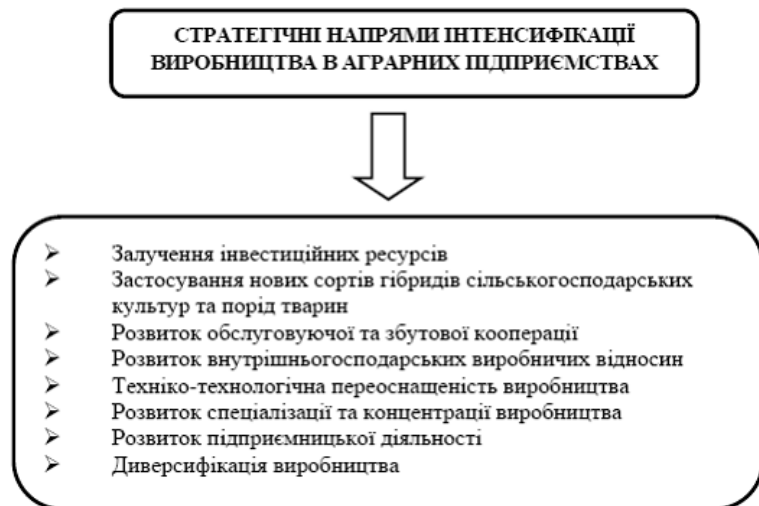 СТРАТЕГІЧНІ НАПРЯМИ ІНТЕНСИФІКАЦІЇ
ВИРОБНИЦТВА В АГРАРНИХ ПІДПРИЄМСТВАХ
➤ Залучення інвестиційних ресурсів
➤ Застосування нових сортів гібридів сільськогосподарських
культур та порід тварин
➤ Розвиток обслуговуючої та збутової кооперації
➤ Розвиток внутрішньогосподарських виробничих відносин
➤ Техніко-технологічна переоснащеність виробництва
➤ Розвиток спеціалізації та концентрації виробництва
➤ Розвиток підприємницької діяльності
➤ Диверсифікація виробництва